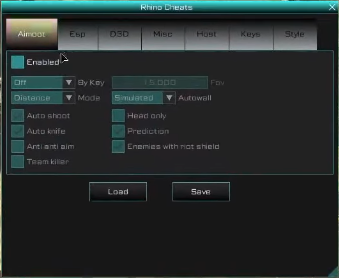 Rhino Cheats
Aimbot Esp D3D Misc Host Keys Style
Enabled
Off By Key 15.000 Fov
Distance Mode Simulated Autowall
Auto shoot Head only
Auto knife Prediction
Anti anti aim Enemies with riot shield
Team killer
Load Save